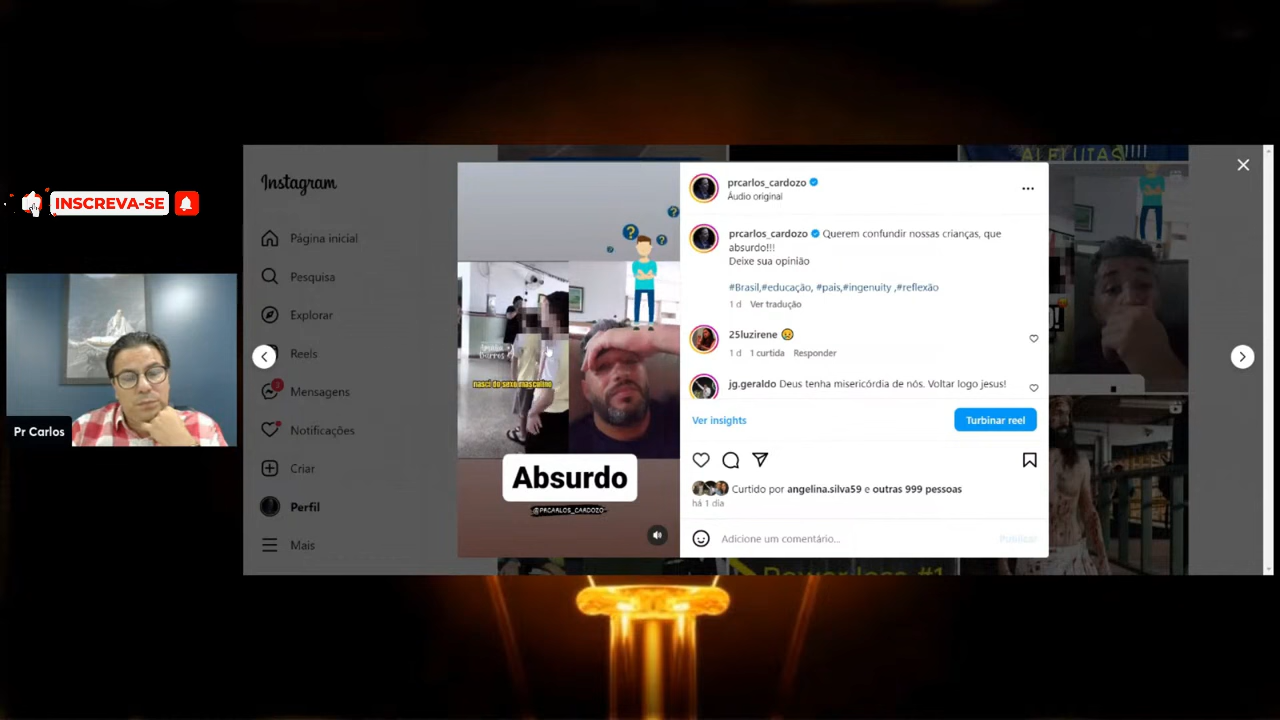 INSCREVA-SE
Pr Carlos
Instagram
Página inicial
Pesquisa
Explorar
Reels
Mensagens
Notificações
Criar
Perfil
Mais
nasci do sexo masculino
Absurdo
@PRCARLOS_CARDOZO
prcarlos_cardozo
Áudio original
prcarlos_cardozo Querem confundir nossas crianças, que
absurdo!!!
Deixe sua opinião
#Brasil,#educação, #pais,#ingenuity ,#reflexão
1 d Ver tradução
25luzirene
1 d 1 curtida Responder
jg.geraldo Deus tenha misericórdia de nós. Voltar logo jesus!
Ver insights
Turbinar reel
Curtido por angelina.silva59 e outras 999 pessoas
há 1 dia
Adicione um comentário...
Publicar
ALELUTAS!!!!